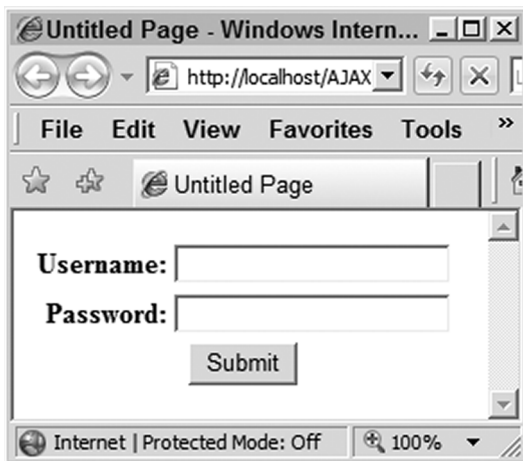 Untitled Page - Windows Intern...
http://localhost/AJAX
File Edit View Favorites Tools »
Untitled Page
Username:
Password:
Submit
Internet | Protected Mode: Off 100%